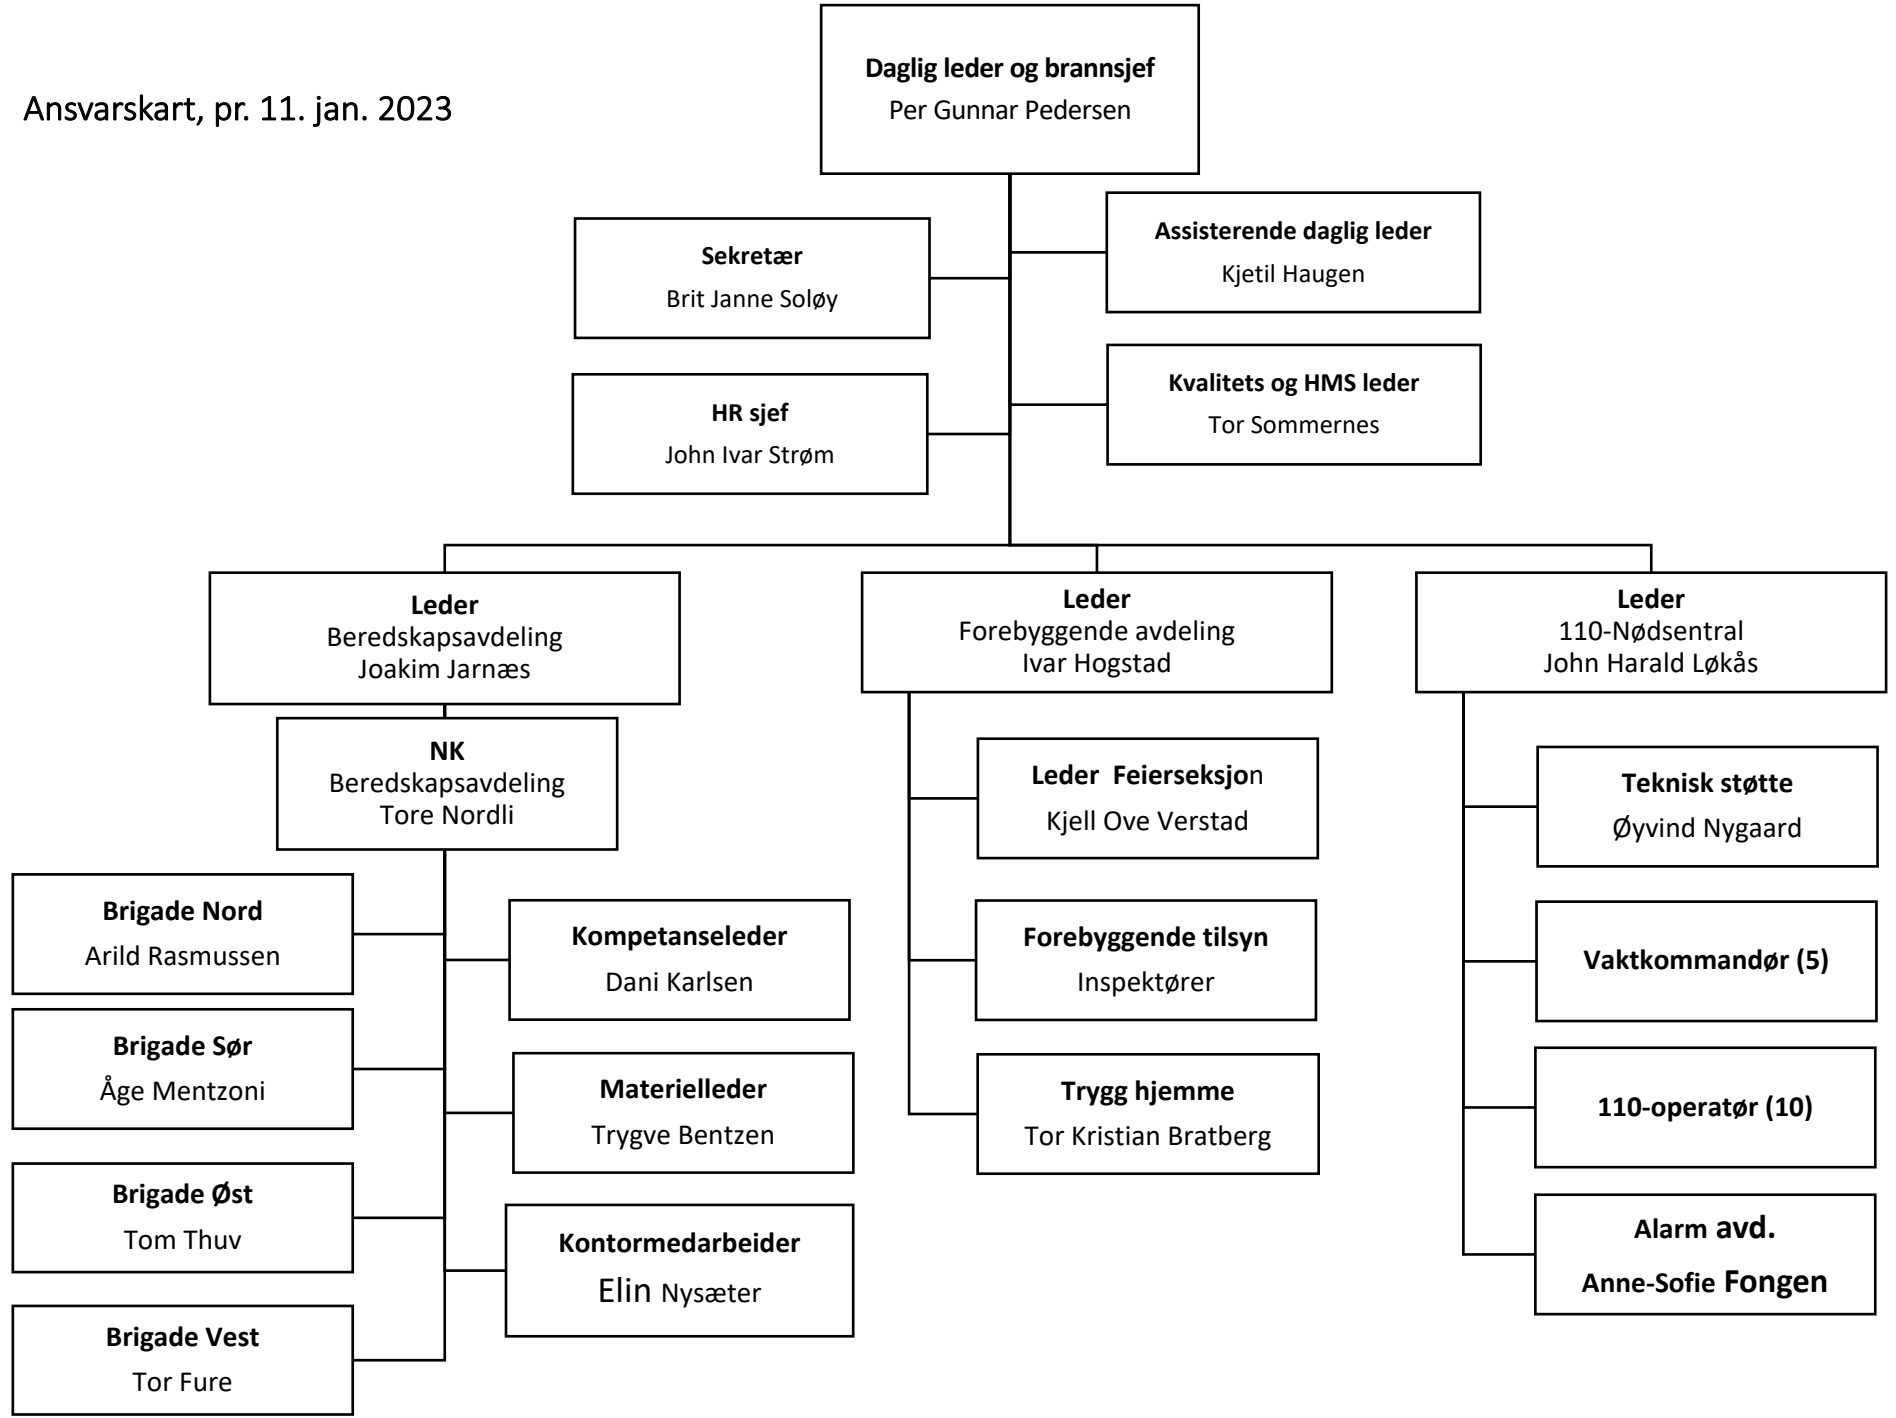 Ansvarskart, pr. 11. jan. 2023
Daglig leder og brannsjef
Per Gunnar Pedersen
Sekretær
Brit Janne Soløy
Assisterende daglig leder
Kjetil Haugen
HR sjef
John Ivar Strøm
Kvalitets og HMS leder
Tor Sommernes
Leder
Beredskapsavdeling
Joakim Jarnæs
NK
Beredskapsavdeling
Tore Nordli
Brigade Nord
Arild Rasmussen
Brigade Sør
Åge Mentzoni
Brigade Øst
Tom Thuv
Brigade Vest
Tor Fure
Kompetanseleder
Dani Karlsen
Materielleder
Trygve Bentzen
Kontormedarbeider
Elin Nysæter
Leder
Forebyggende avdeling
Ivar Hogstad
Leder  Feierseksjon
Kjell Ove Verstad
Forebyggende tilsyn
Inspektører
Trygg hjemme
Tor Kristian Bratberg
Leder
110-Nødsentral
John Harald Løkås
Teknisk støtte
Øyvind Nygaard
Vaktkommandør (5)
110-operatør (10)
Alarm avd.
Anne-Sofie Fongen